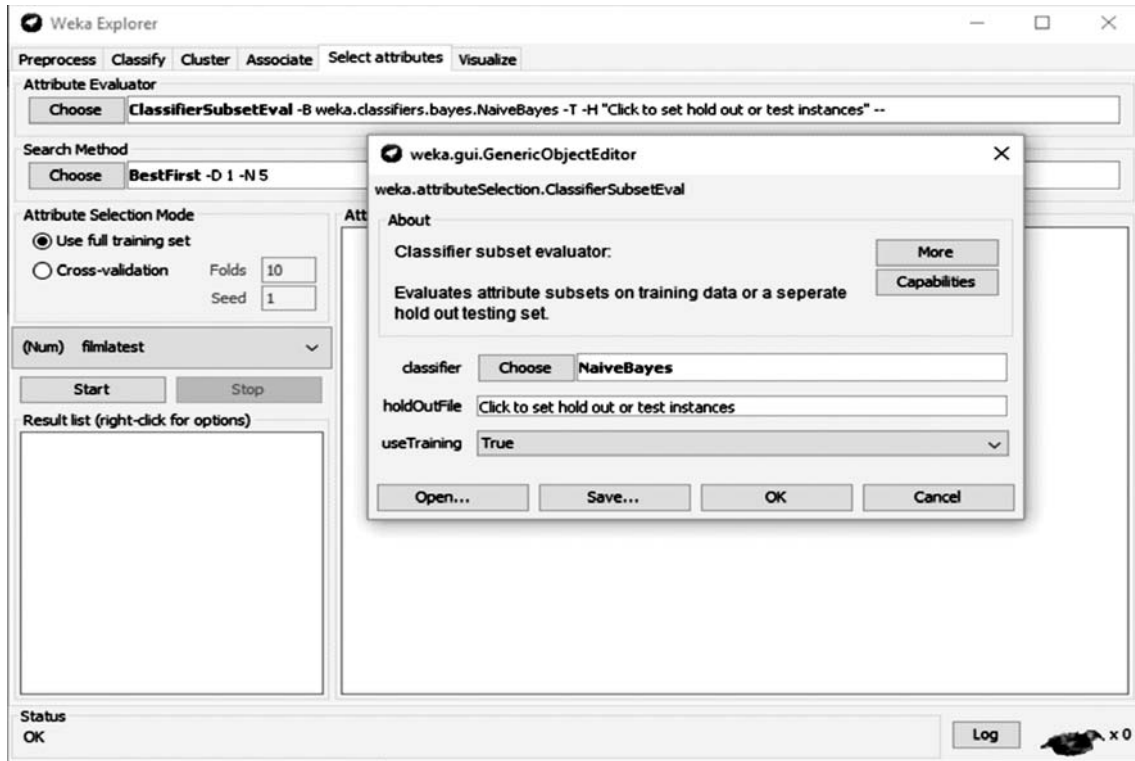 Weka Explorer
Preprocess Classify Cluster Associate Select attributes Visualize
Attribute Evaluator
Choose ClassifierSubsetEval -B weka.classifiers.bayes.NaiveBayes -T -H "Click to set hold out or test instances" --
Search Method
Choose BestFirst -D 1 -N 5
Attribute Selection Mode
Use full training set
Cross-validation Folds 10
Seed 1
(Num) filmlatest
Start Stop
Result list (right-click for options)
Att
weka.gui.GenericObjectEditor
weka.attributeSelection.ClassifierSubsetEval
About
Classifier subset evaluator:
More
Capabilities
Evaluates attribute subsets on training data or a seperate
hold out testing set.
classifier Choose NaiveBayes
holdOutFile Click to set hold out or test instances
useTraining True
Open... Save... OK Cancel
Status
OK
Log x 0